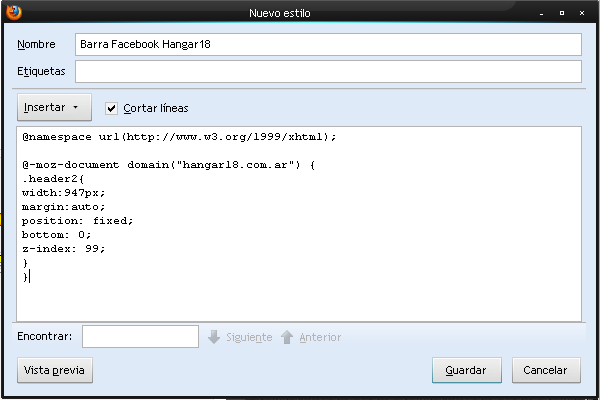 Nuevo estilo
Nombre
Barra Facebook Hangar18
Etiquetas
Insertar
Cortar líneas
@namespace url(http://www.w3.org/1999/xhtml);
@-moz-document domain("hangar18.com.ar") {
.header2{
width:947px;
margin:auto;
position: fixed;
bottom: 0;
z-index: 99;
}
}
Encontrar:
Siguiente
Anterior
Vista previa
Guardar
Cancelar